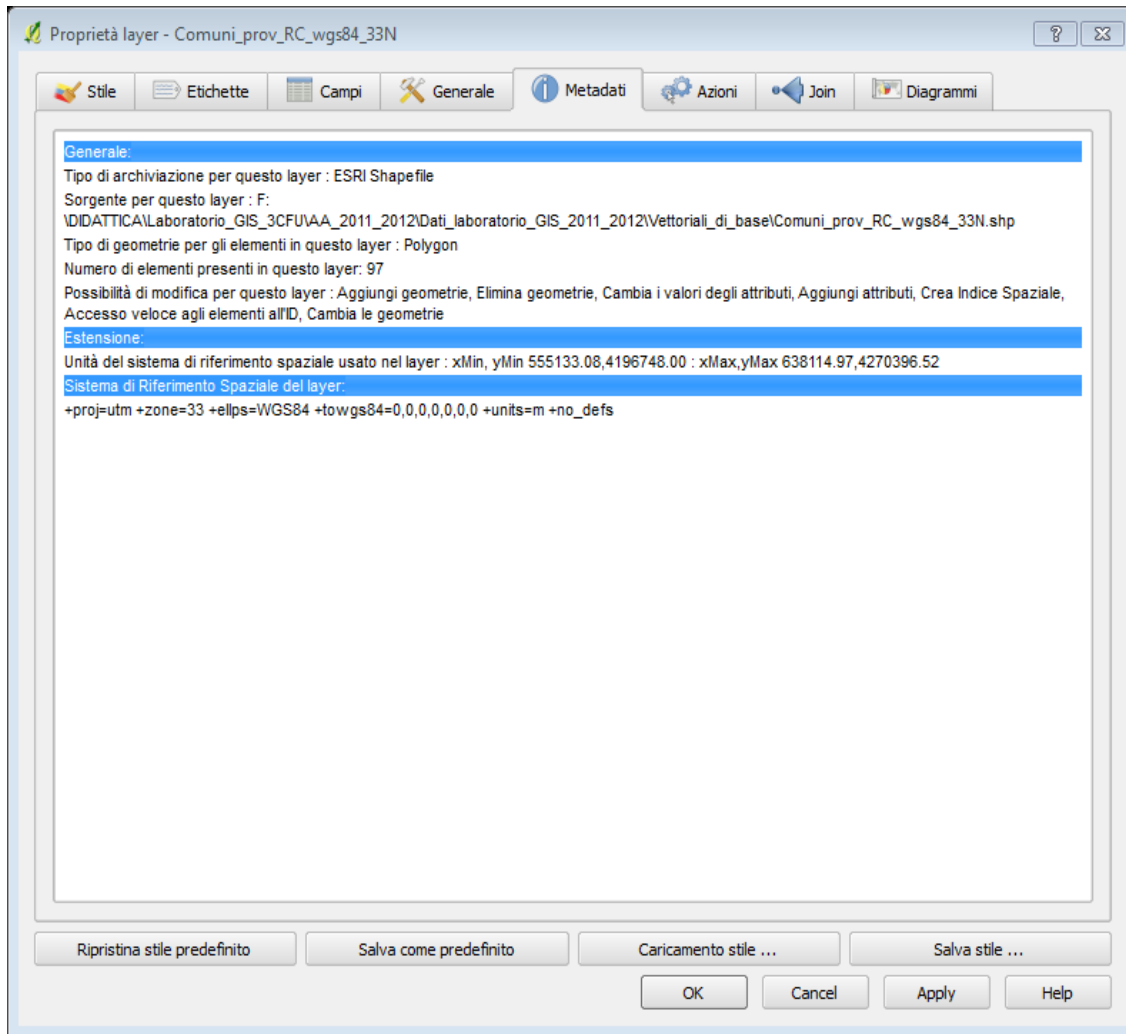 Proprietà layer - Comuni_prov_RC_wgs84_33N
Stile
Etichette
Campi
Generale
Metadati
Azioni
Join
Diagrammi
Generale:
Tipo di archiviazione per questo layer : ESRI Shapefile
Sorgente per questo layer : F:
\DIDATTICA\Laboratorio_GIS_3CFU\AA_2011_2012\Dati_laboratorio_GIS_2011_2012\Vettoriali_di_base\Comuni_prov_RC_wgs84_33N.shp
Tipo di geometrie per gli elementi in questo layer : Polygon
Numero di elementi presenti in questo layer: 97
Possibilità di modifica per questo layer : Aggiungi geometrie, Elimina geometrie, Cambia i valori degli attributi, Aggiungi attributi, Crea Indice Spaziale,
Accesso veloce agli elementi all'ID, Cambia le geometrie
Estensione:
Unità del sistema di riferimento spaziale usato nel layer : xMin, yMin 555133.08,4196748.00 : xMax,yMax 638114.97,4270396.52
Sistema di Riferimento Spaziale del layer:
+proj=utm +zone=33 +ellps=WGS84 +towgs84=0,0,0,0,0,0,0 +units=m +no_defs
Ripristina stile predefinito
Salva come predefinito
Caricamento stile ...
Salva stile ...
OK
Cancel
Apply
Help